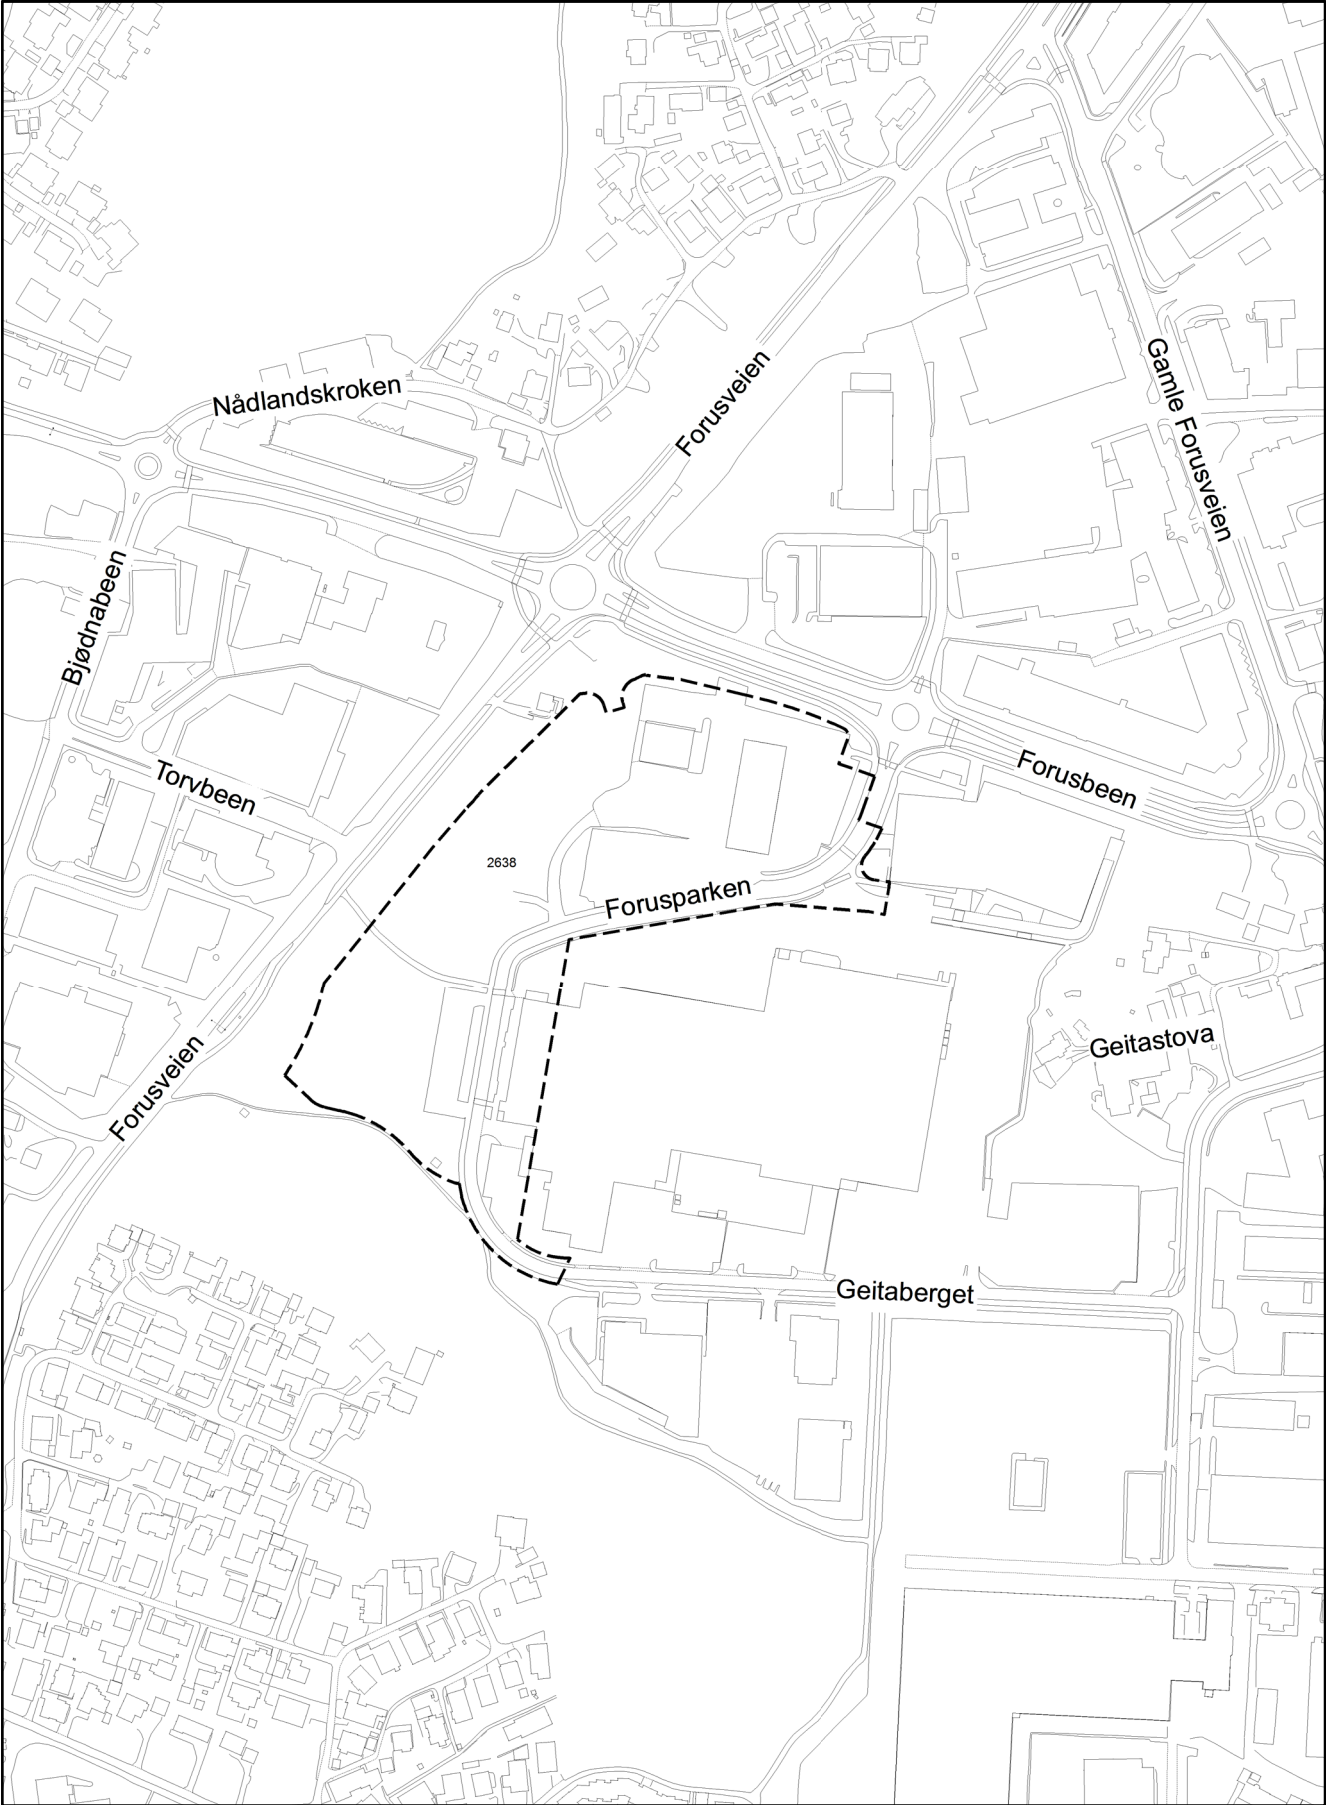 Nådlandskroken
Forusveien
Gamle Forusveien
Bjødnabeen
Torvbeen
Forusbeen
2638
Forusparken
Forusveien
Geitastova
Geitaberget